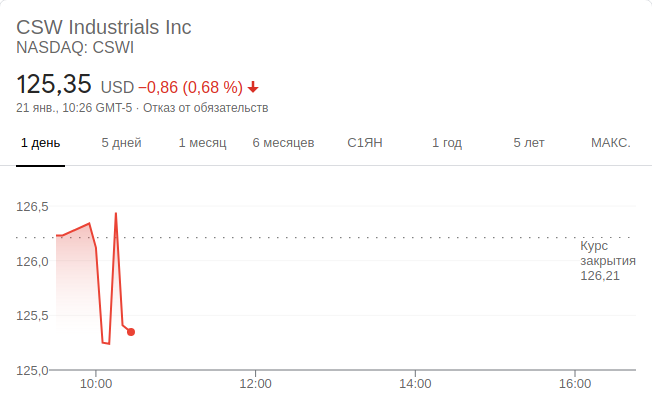 CSW Industrials Inc
NASDAQ: CSWI
125,35 USD −0,86 (0,68 %)
21 янв., 10:26 GMT-5 · Отказ от обязательств
1 день 5 дней 1 месяц 6 месяцев С1ЯН 1 год 5 лет МАКС.
126,5
Курс
закрытия
126,21
126,0
125,5
125,0
10:00 12:00 14:00 16:00